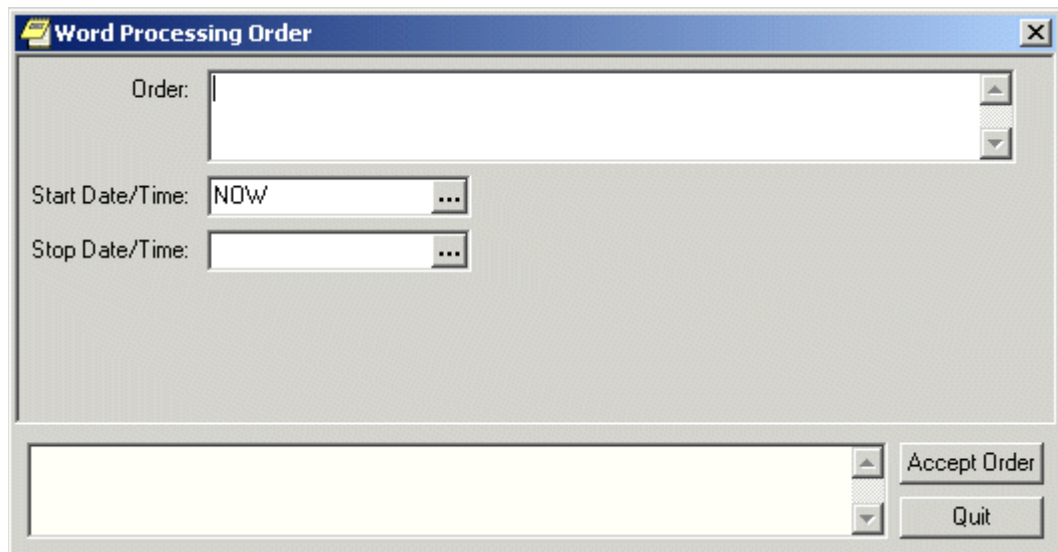 Word Processing Order
Order:
Start Date/Time: NOW ...
Stop Date/Time: ...
Accept Order
Quit